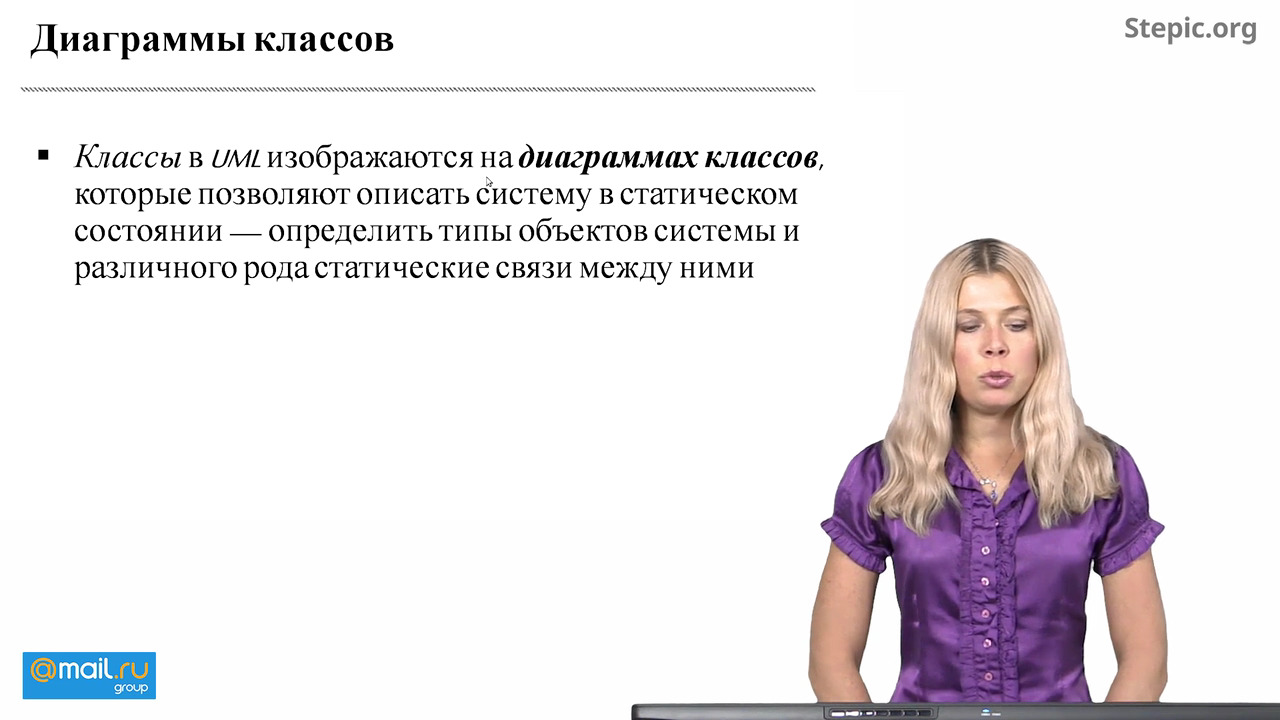 Диаграммы классов
Stepic.org
Классы в UML изображаются на диаграммах классов,
которые позволяют описать систему в статическом
состоянии — определить типы объектов системы и
различного рода статические связи между ними
@mail.ru
group